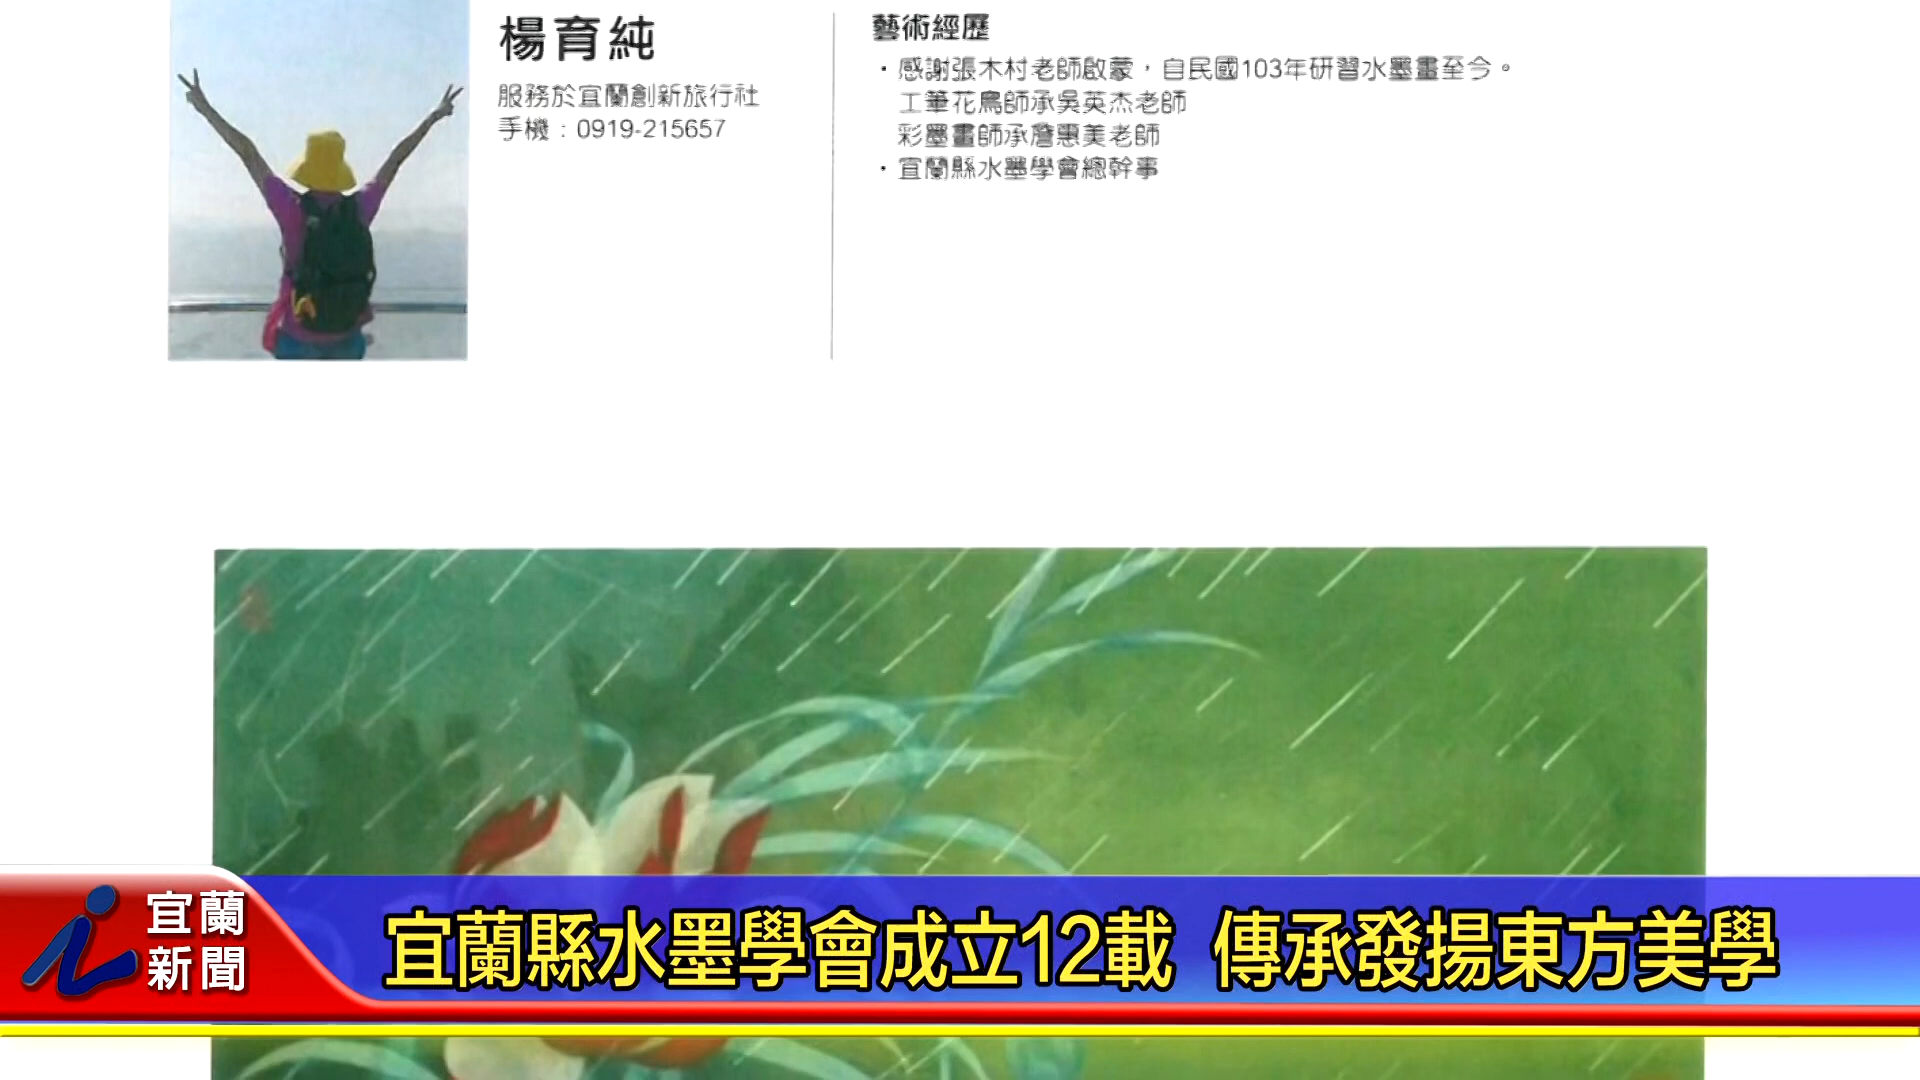 楊育純
服務於宜蘭創新旅行社
手機：0919-215657
藝術經歷
・感謝張木村老師啟蒙，自民國103年研習水墨畫至今。
工筆花鳥師承吳英杰老師
彩墨畫師承詹惠美老師
・宜蘭縣水墨學會總幹事
宜蘭
新聞
宜蘭縣水墨學會成立12載 傳承發揚東方美學